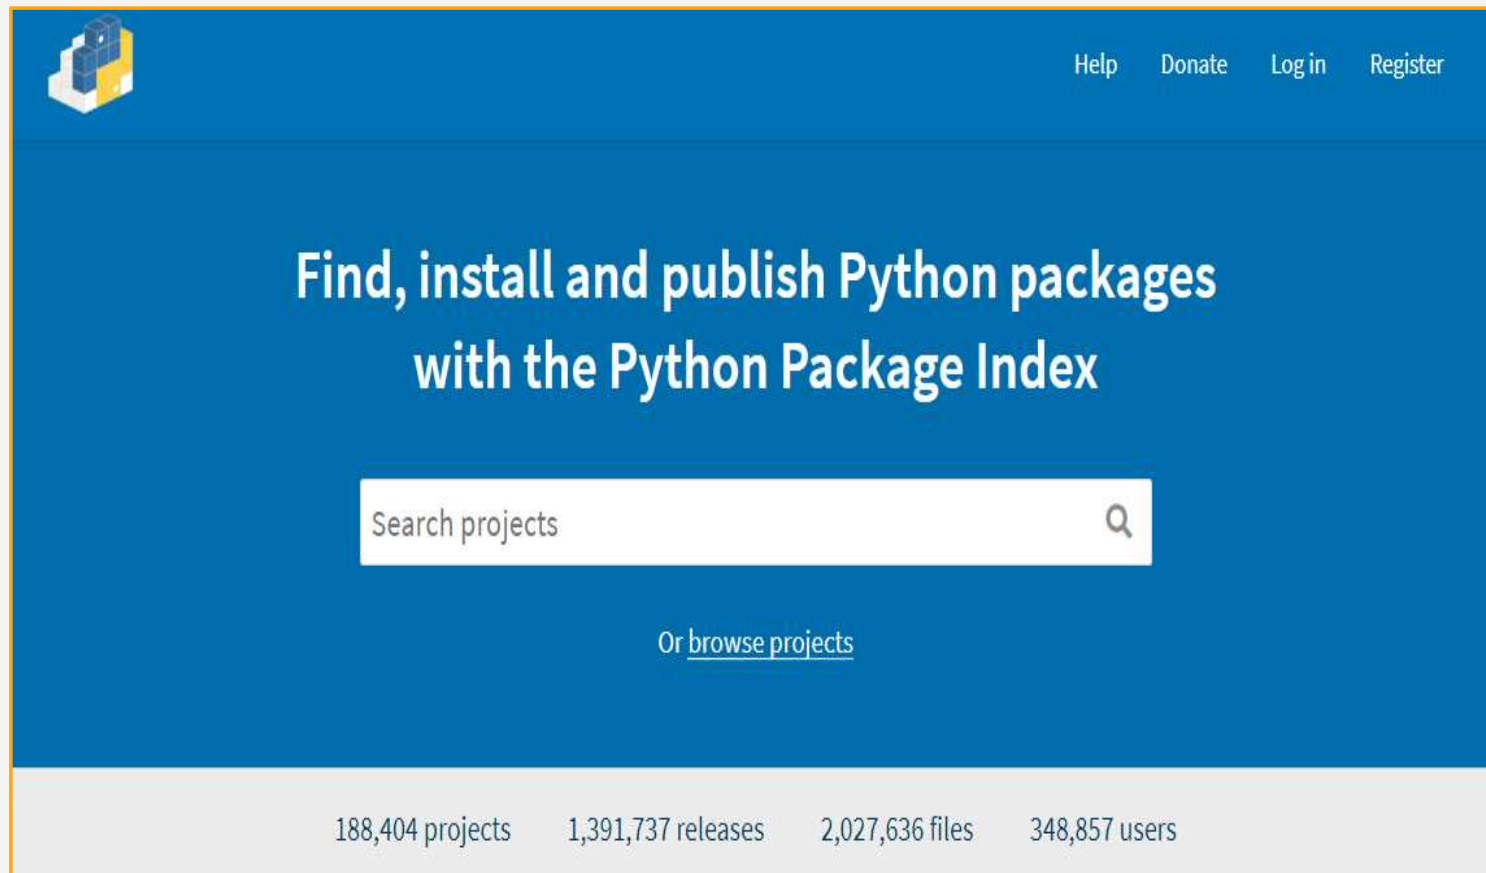 Help Donate Log in Register
Find, install and publish Python packages
with the Python Package Index
Search projects
Or browse projects
188,404 projects 1,391,737 releases 2,027,636 files 348,857 users